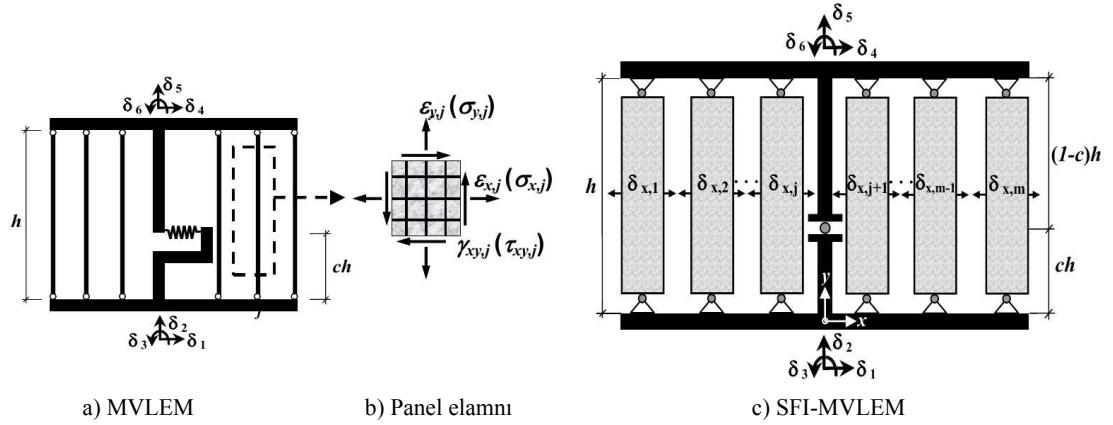 δ5
δ6 δ4
h
ch
j
δ2
δ3 δ1
a) MVLEM
εy,j (σy,j)
εx,j (σx,j)
γxy,j (τxy,j)
b) Panel elamnı
δ5
δ6 δ4
h
δx,1 δx,2 ... δx,j δx,j+1 ... δx,m-1 δx,m
(1-c)h
ch
y
x
δ2
δ3 δ1
c) SFI-MVLEM